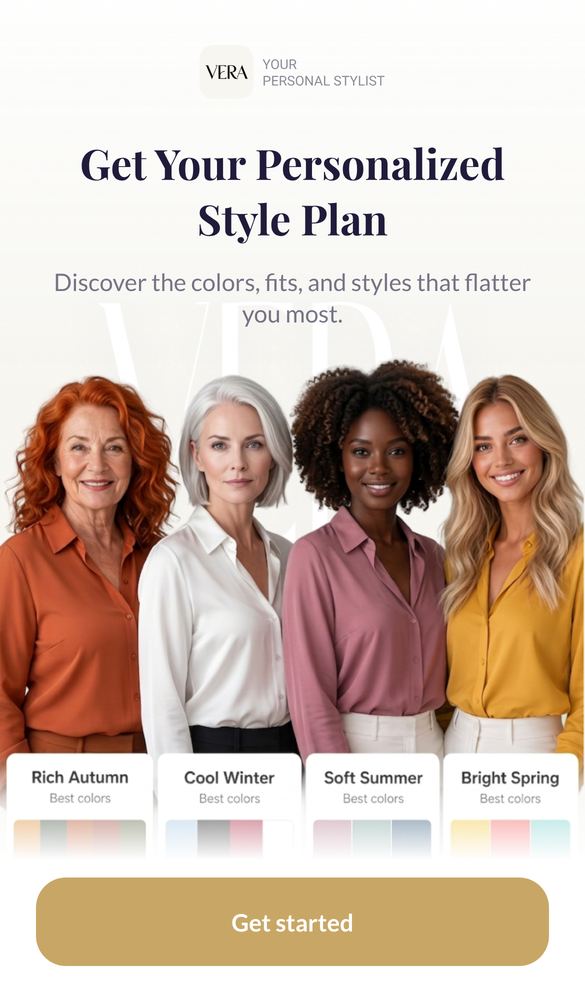 VERA
YOUR
PERSONAL STYLIST
Get Your Personalized
Style Plan
Discover the colors, fits, and styles that flatter
you most.
VERA
Rich Autumn
Best colors
Cool Winter
Best colors
Soft Summer
Best colors
Bright Spring
Best colors
Get started